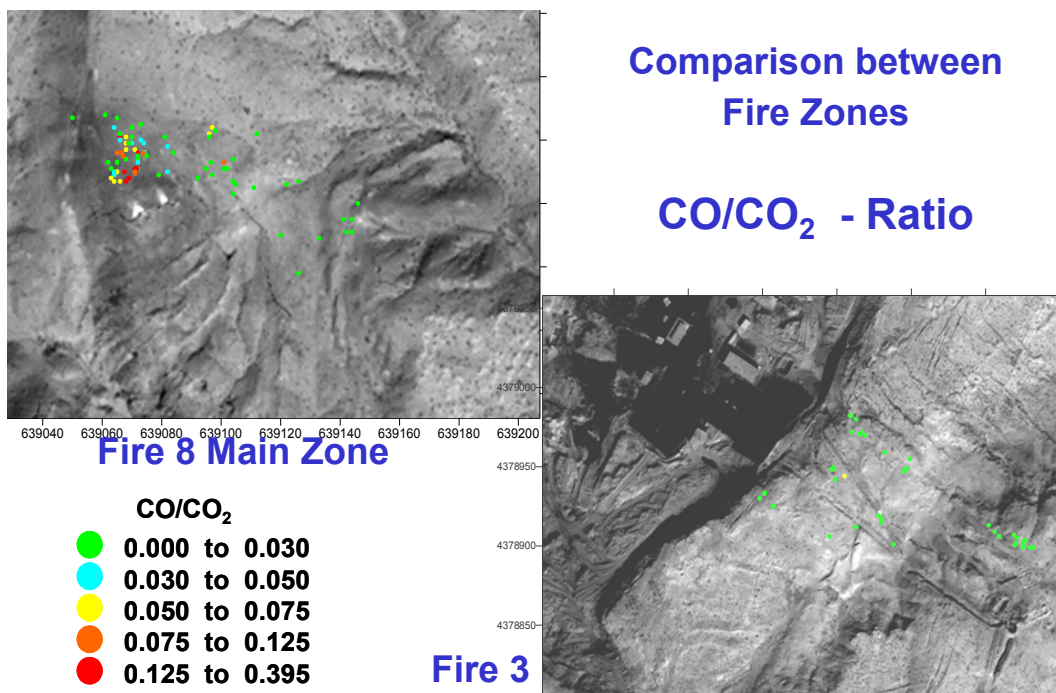 Comparison between
Fire Zones
CO/CO₂ - Ratio
4379050
4379000
4378950
4378900
4378850
639040 639060 639080 639100 639120 639140 639160 639180 639200
Fire 8 Main Zone
CO/CO₂
0.000 to 0.030
0.030 to 0.050
0.050 to 0.075
0.075 to 0.125
0.125 to 0.395
Fire 3